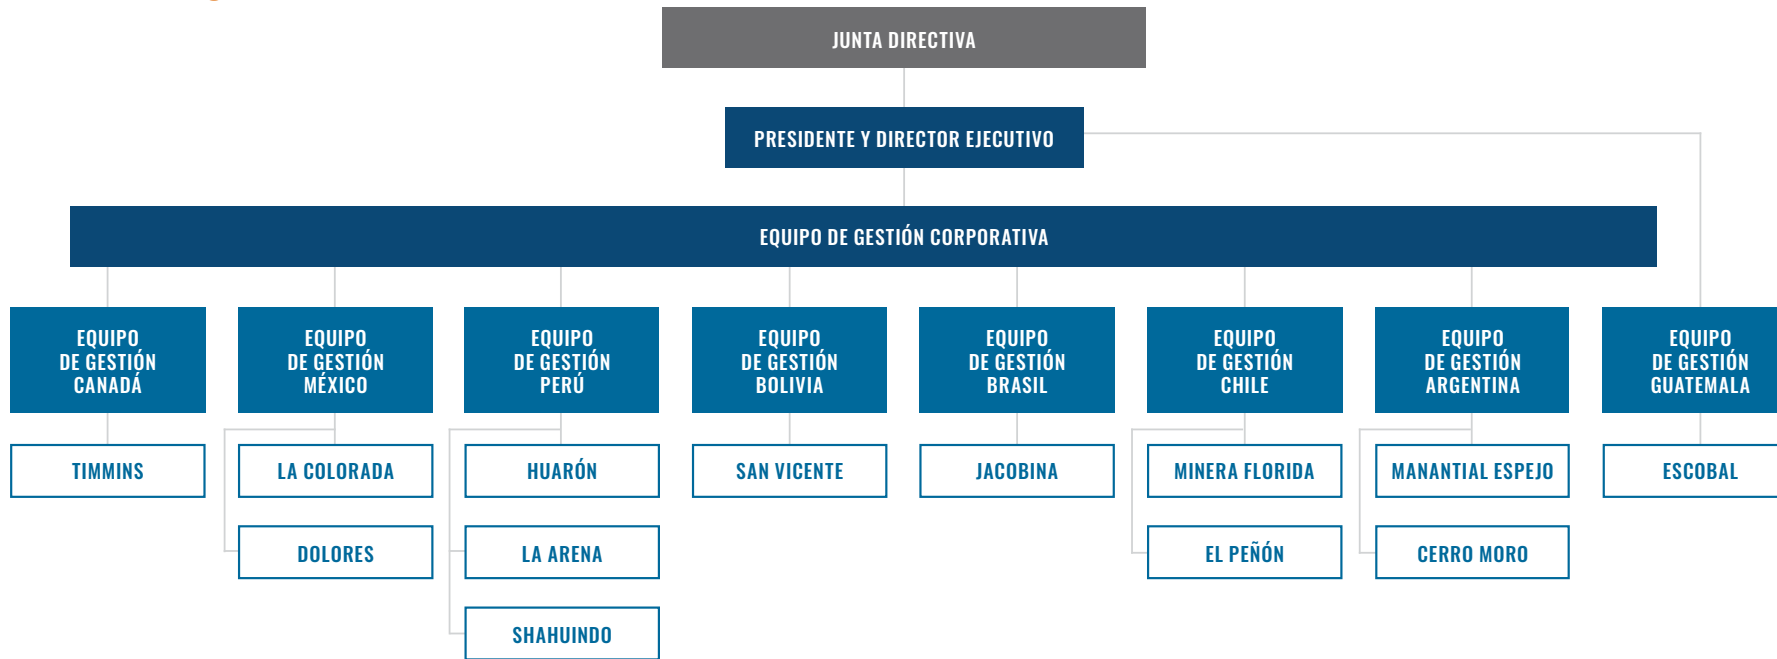 JUNTA DIRECTIVA
PRESIDENTE Y DIRECTOR EJECUTIVO
EQUIPO DE GESTIÓN CORPORATIVA
EQUIPO
DE GESTIÓN
CANADÁ
EQUIPO
DE GESTIÓN
MÉXICO
EQUIPO
DE GESTIÓN
PERÚ
EQUIPO
DE GESTIÓN
BOLIVIA
EQUIPO
DE GESTIÓN
BRASIL
EQUIPO
DE GESTIÓN
CHILE
EQUIPO
DE GESTIÓN
ARGENTINA
EQUIPO
DE GESTIÓN
GUATEMALA
TIMMINS
LA COLORADA
HUARÓN
SAN VICENTE
JACOBINA
MINERA FLORIDA
MANANTIAL ESPEJO
ESCOBAL
DOLORES
LA ARENA
EL PEÑÓN
CERRO MORO
SHAHUINDO